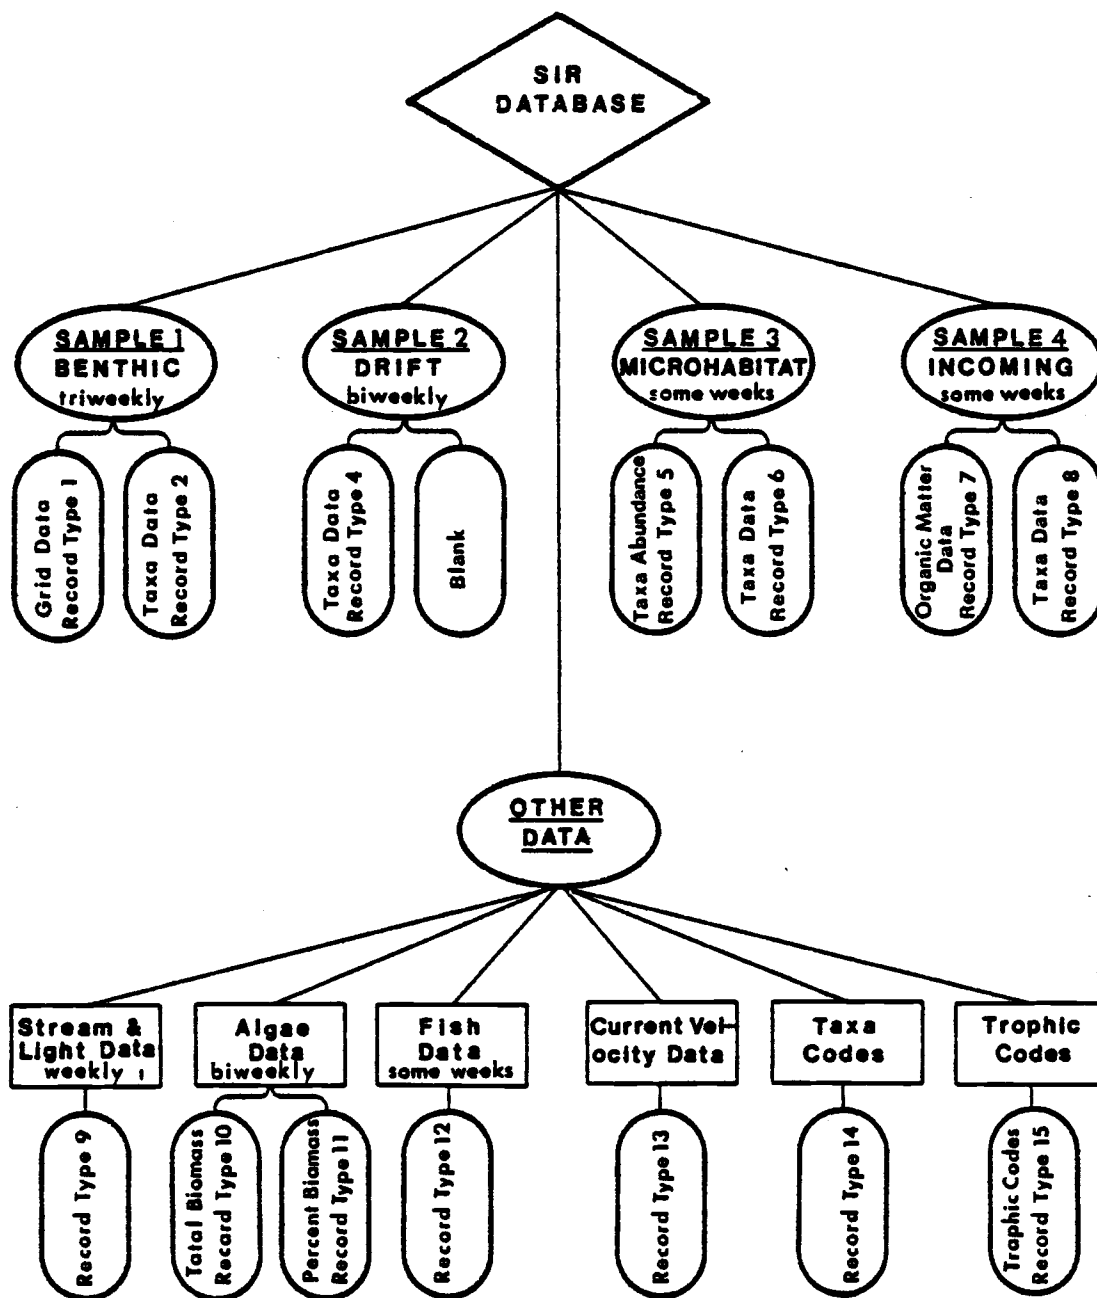 SIR
DATABASE
SAMPLE 1
BENTHIC
triweekly
SAMPLE 2
DRIFT
biweekly
SAMPLE 3
MICROHABITAT
some weeks
SAMPLE 4
INCOMING
some weeks
Grid Data
Record Type 1
Taxa Data
Record Type 2
Taxa Data
Record Type 4
Blank
Taxa Abundance
Record Type 5
Taxa Data
Record Type 6
Organic Matter
Data
Record Type 7
Taxa Data
Record Type 8
OTHER
DATA
Stream &
Light Data
weekly
Algae
Data
biweekly
Fish
Data
some weeks
Current Vel-
ocity Data
Taxa
Codes
Trophic
Codes
Record Type 9
Tatal Biomass
Recard Type 10
Percent Biomass
Record Type 11
Record Type 12
Record Type 13
Record Type 14
Traphic Codes
Record Type 15